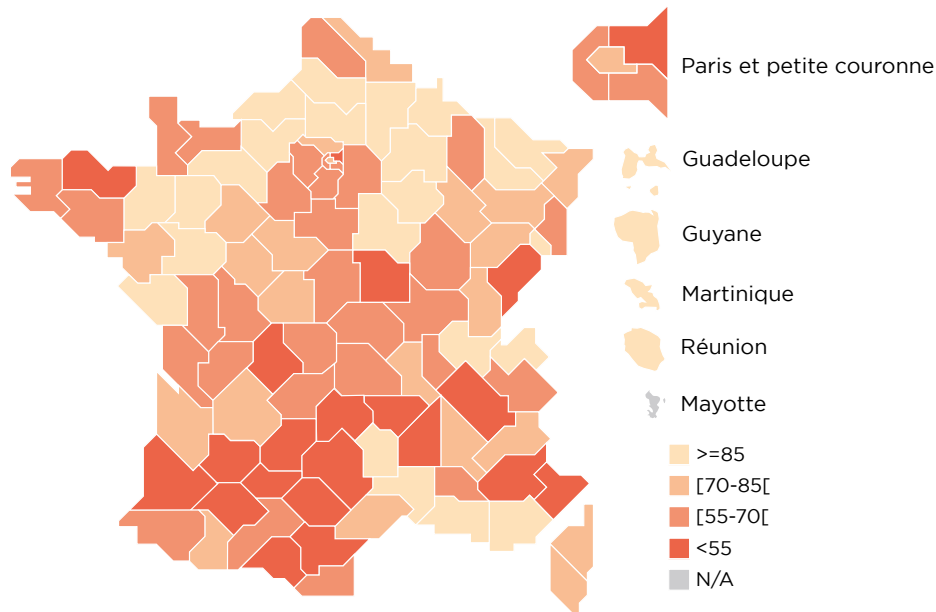 Paris et petite couronne
Guadeloupe
Guyane
Martinique
Réunion
Mayotte
>=85
[70-85[
[55-70[
<55
N/A